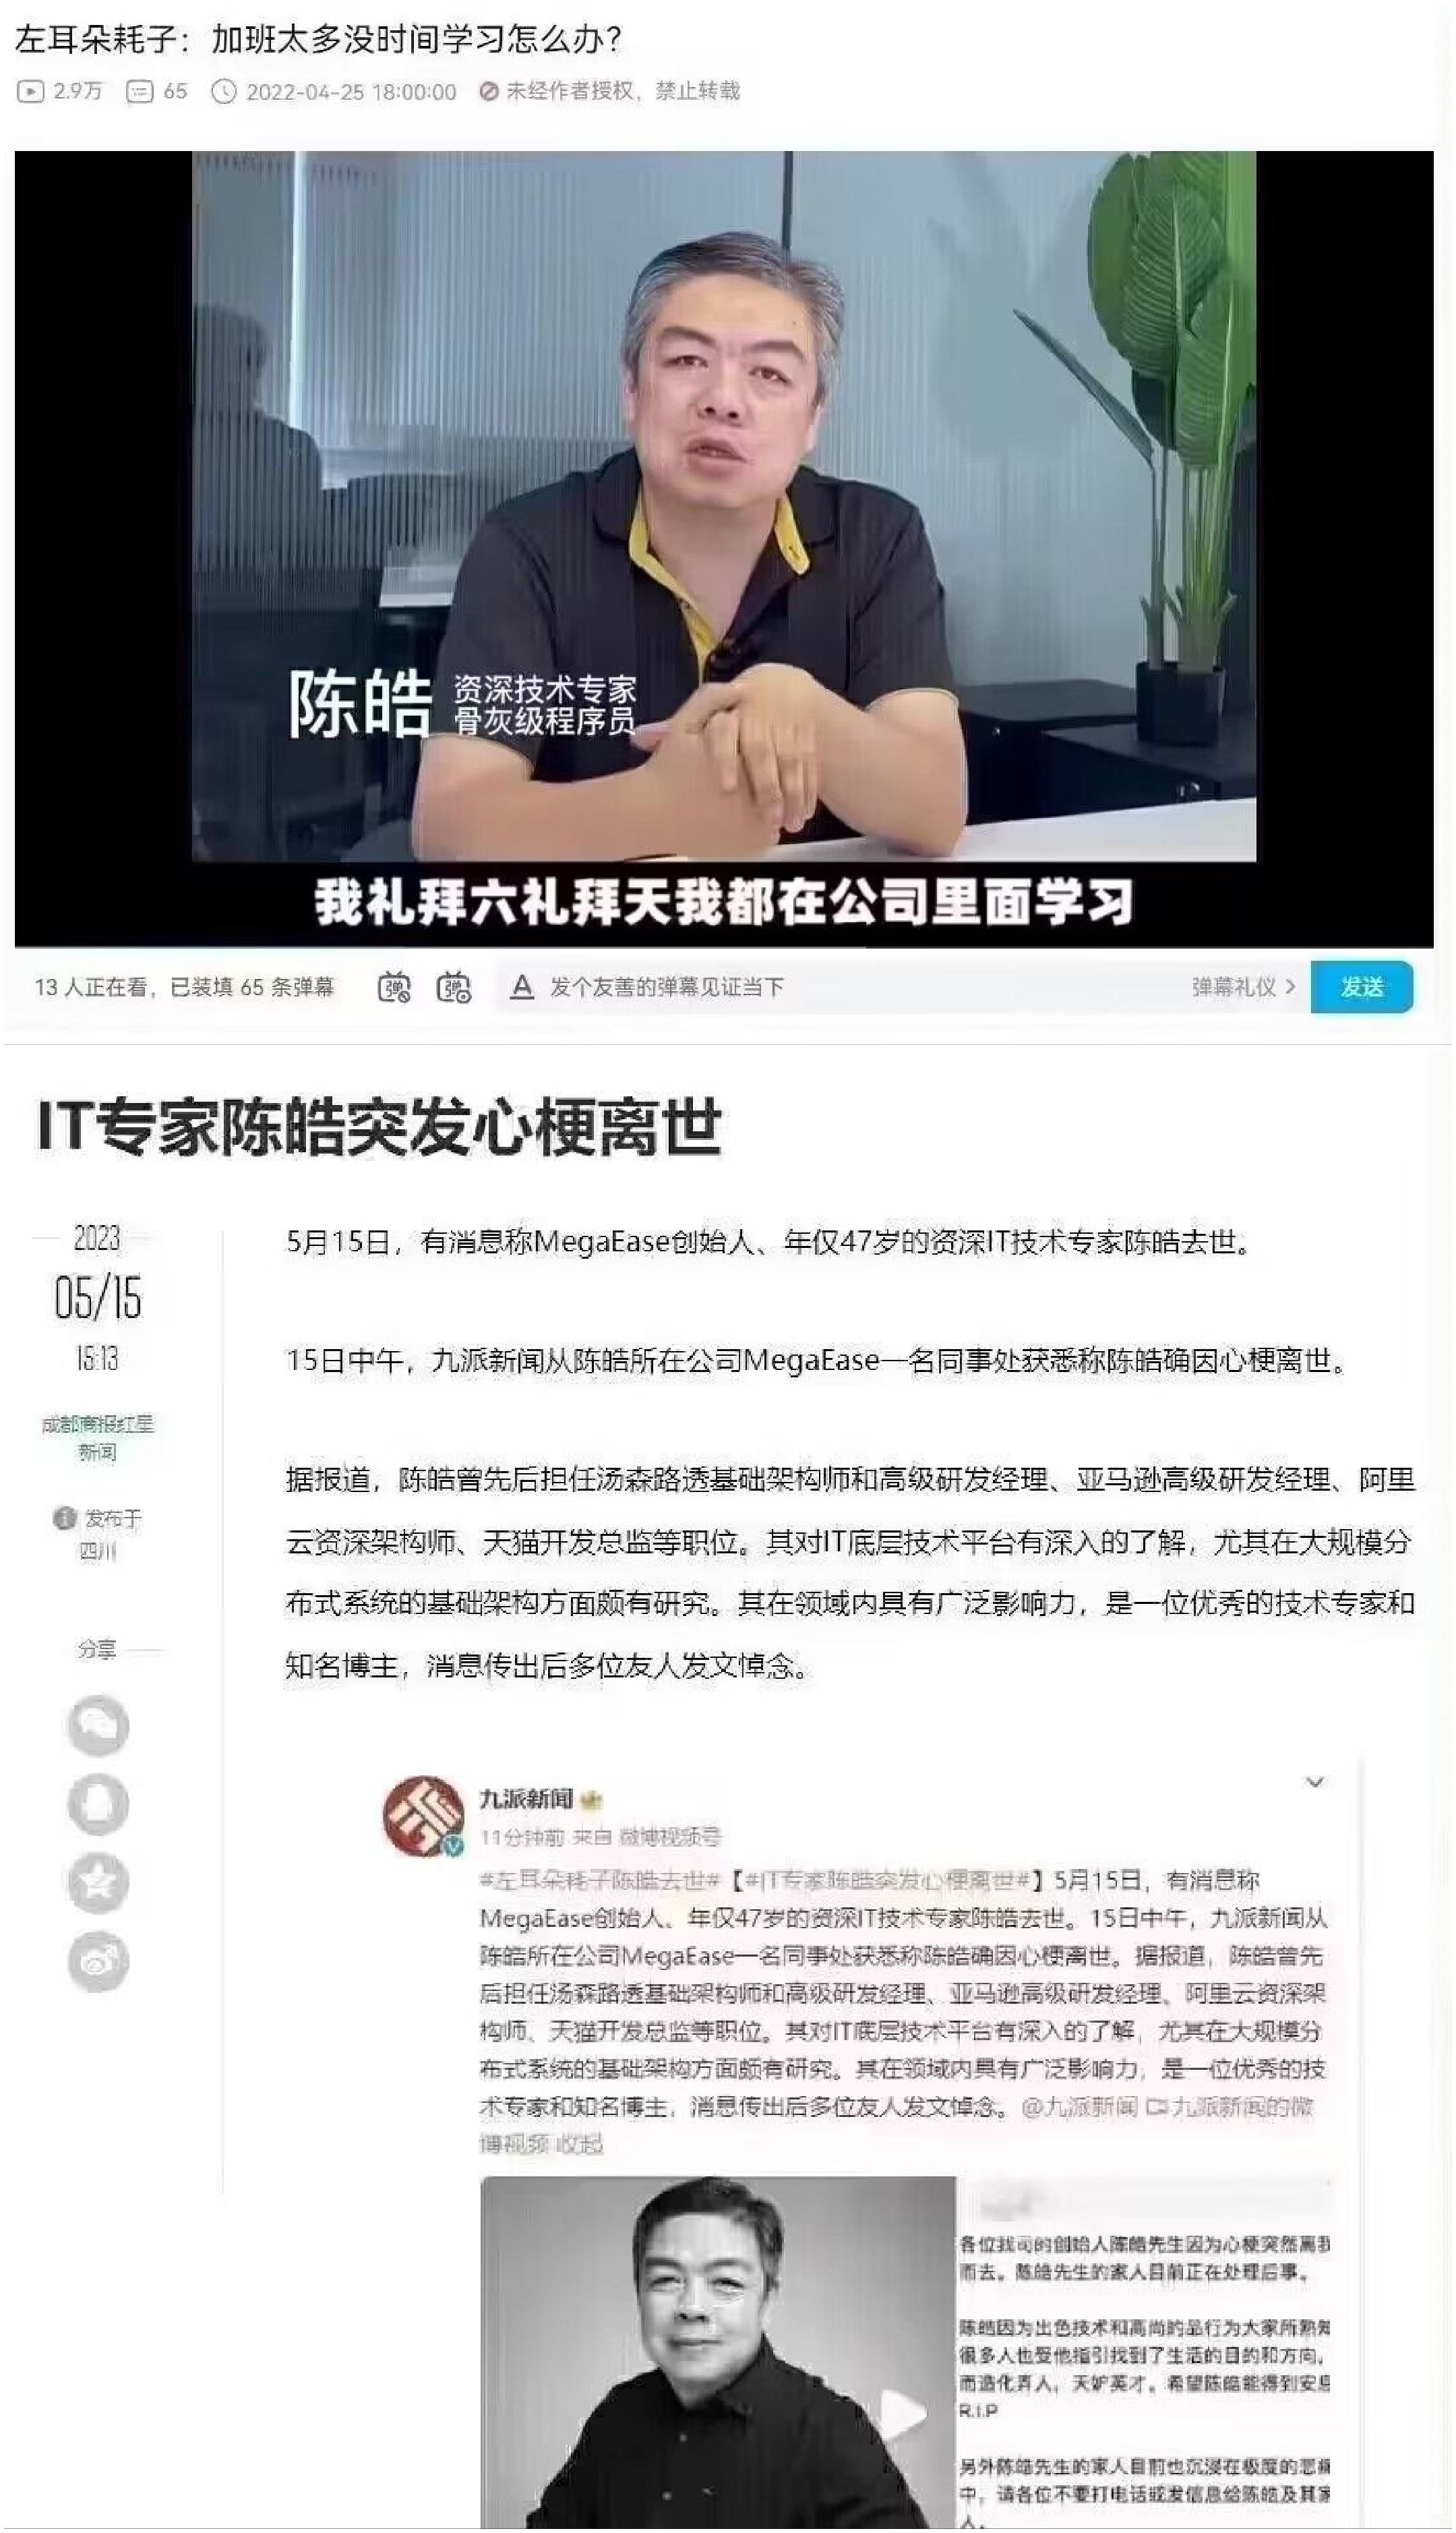 左耳朵耗子：加班太多没时间学习怎么办？
2.9万 65 2022-04-25 18:00:00 未经作者授权，禁止转载
陈皓 资深技术专家
骨灰级程序员
我礼拜六礼拜天我都在公司里面学习
13 人正在看，已装填 65 条弹幕 弹 弹 A 发个友善的弹幕见证当下 弹幕礼仪 > 发送
IT专家陈皓突发心梗离世
2023
05/15
15:13
成都商报红星
新闻
发布于
四川
分享
5月15日，有消息称MegaEase创始人、年仅47岁的资深IT技术专家陈皓去世。
15日中午，九派新闻从陈皓所在公司MegaEase一名同事处获悉称陈皓确因心梗离世。
据报道，陈皓曾先后担任汤森路透基础架构师和高级研发经理、亚马逊高级研发经理、阿里
云资深架构师、天猫开发总监等职位。其对IT底层技术平台有深入的了解，尤其在大规模分
布式系统的基础架构方面颇有研究。其在领域内具有广泛影响力，是一位优秀的技术专家和
知名博主，消息传出后多位友人发文悼念。
九派新闻
11分钟前 来自 微博视频号
#左耳朵耗子陈皓去世#【#IT专家陈皓突发心梗离世#】5月15日，有消息称
MegaEase创始人、年仅47岁的资深IT技术专家陈皓去世。15日中午，九派新闻从
陈皓所在公司MegaEase一名同事处获悉称陈皓确因心梗离世。据报道，陈皓曾先
后担任汤森路透基础架构师和高级研发经理、亚马逊高级研发经理、阿里云资深架
构师、天猫开发总监等职位。其对IT底层技术平台有深入的了解，尤其在大规模分
布式系统的基础架构方面颇有研究。其在领域内具有广泛影响力，是一位优秀的技
术专家和知名博主，消息传出后多位友人发文悼念。@九派新闻 九派新闻的微
博视频 收起
各位我司的创始人陈皓先生因为心梗突然离我
而去。陈皓先生的家人目前正在处理后事。
陈皓因为出色技术和高尚的品行为大家所熟知
很多人也受他指引找到了生活的目的和方向。
而造化弄人，天妒英才。希望陈皓能得到安息
R.I.P
另外陈皓先生的家人目前也沉浸在极度的悲痛
中，请各位不要打电话或发信息给陈皓及其家
人。